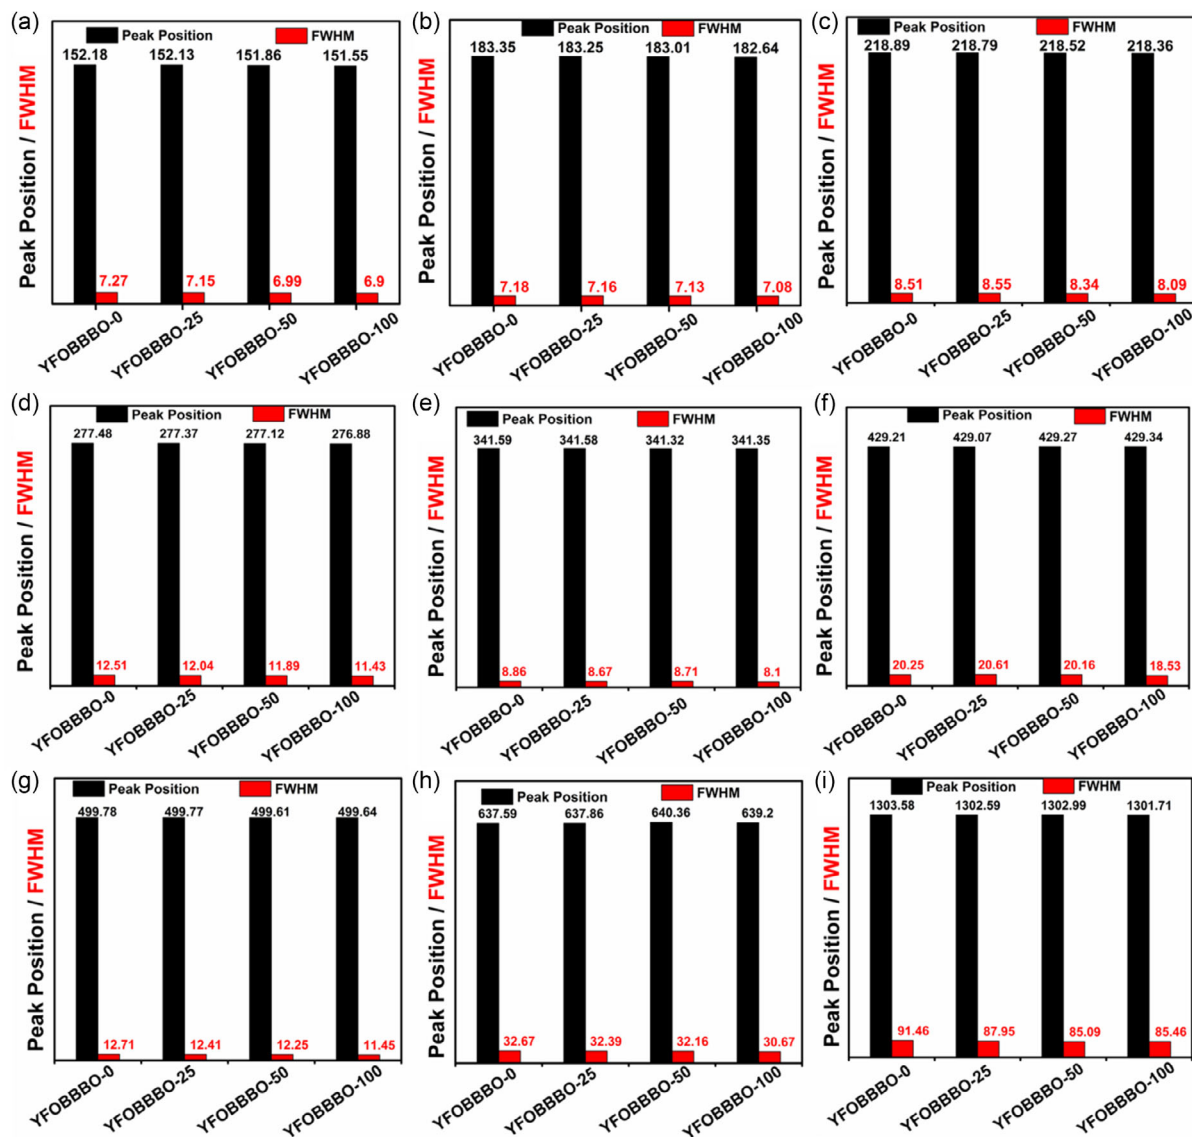 (a)
Peak Position FWHM
152.18 152.13 151.86 151.55
Peak Position / FWHM
7.27 7.15 6.99 6.9
YFOBBBO-0 YFOBBBO-25 YFOBBBO-50 YFOBBBO-100
(b)
Peak Position FWHM
183.35 183.25 183.01 182.64
Peak Position / FWHM
7.18 7.16 7.13 7.08
YFOBBBO-0 YFOBBBO-25 YFOBBBO-50 YFOBBBO-100
(c)
Peak Position FWHM
218.89 218.79 218.52 218.36
Peak Position / FWHM
8.51 8.55 8.34 8.09
YFOBBBO-0 YFOBBBO-25 YFOBBBO-50 YFOBBBO-100
(d)
Peak Position FWHM
277.48 277.37 277.12 276.88
Peak Position / FWHM
12.51 12.04 11.89 11.43
YFOBBBO-0 YFOBBBO-25 YFOBBBO-50 YFOBBBO-100
(e)
Peak Position FWHM
341.59 341.58 341.32 341.35
Peak Position / FWHM
8.86 8.67 8.71 8.1
YFOBBBO-0 YFOBBBO-25 YFOBBBO-50 YFOBBBO-100
(f)
Peak Position FWHM
429.21 429.07 429.27 429.34
Peak Position / FWHM
20.25 20.61 20.16 18.53
YFOBBBO-0 YFOBBBO-25 YFOBBBO-50 YFOBBBO-100
(g)
Peak Position FWHM
499.78 499.77 499.61 499.64
Peak Position / FWHM
12.71 12.41 12.25 11.45
YFOBBBO-0 YFOBBBO-25 YFOBBBO-50 YFOBBBO-100
(h)
Peak Position FWHM
637.59 637.86 640.36 639.2
Peak Position / FWHM
32.67 32.39 32.16 30.67
YFOBBBO-0 YFOBBBO-25 YFOBBBO-50 YFOBBBO-100
(i)
Peak Position FWHM
1303.58 1302.59 1302.99 1301.71
Peak Position / FWHM
91.46 87.95 85.09 85.46
YFOBBBO-0 YFOBBBO-25 YFOBBBO-50 YFOBBBO-100